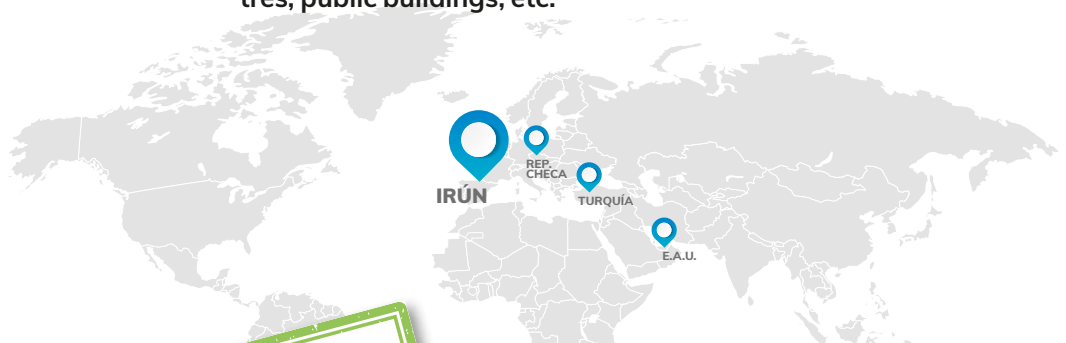 tres, public buildings, etc.
REP.
CHECA
IRÚN
TURQUÍA
E.A.U.